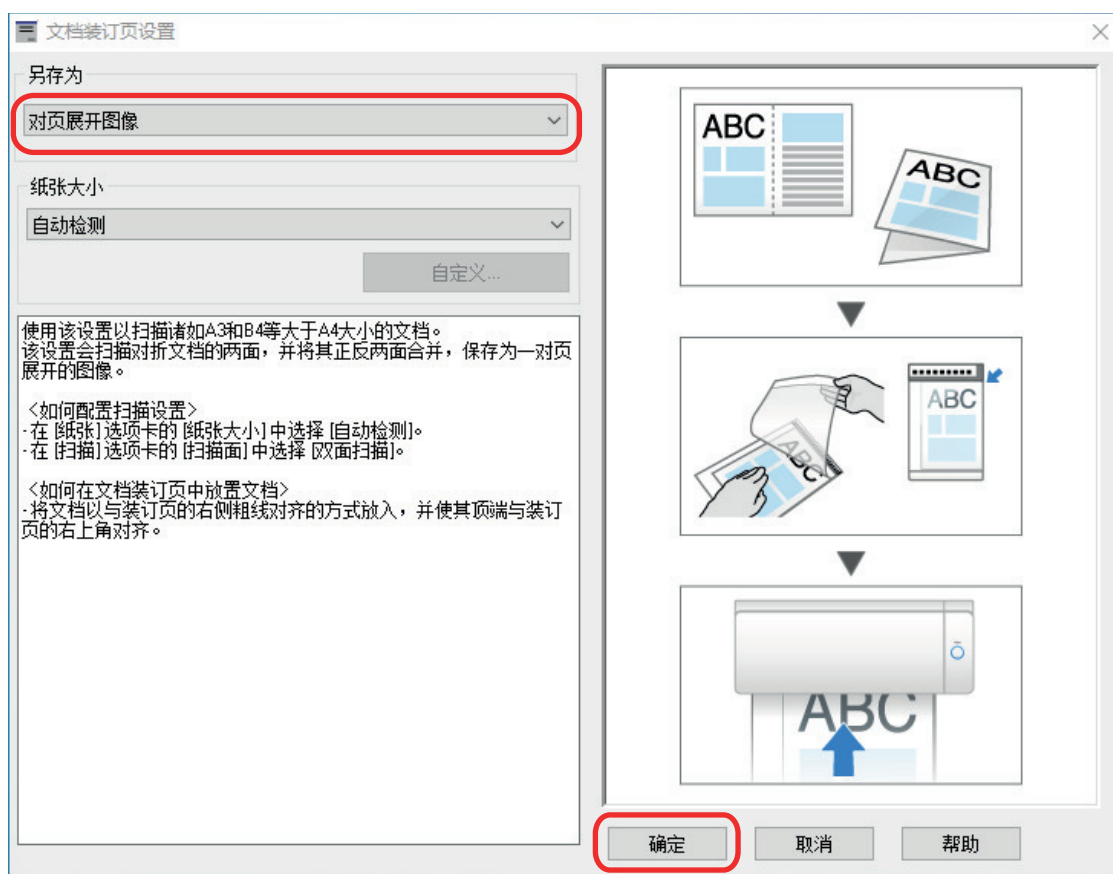 文档装订页设置
另存为
对页展开图像
纸张大小
自动检测
自定义...
使用该设置以扫描诸如A3和B4等大于A4大小的文档。
该设置会扫描对折文档的两面，并将其正反两面合并，保存为一对页
展开的图像。
〈如何配置扫描设置〉
·在 [纸张] 选项卡的 [纸张大小] 中选择 [自动检测]。
·在 [扫描] 选项卡的 [扫描面] 中选择 [双面扫描]。
〈如何在文档装订页中放置文档〉
·将文档以与装订页的右侧粗线对齐的方式放入，并使其顶端与装订
页的右上角对齐。
ABC
ABC
ABC
ABC
ABC
确定
取消
帮助